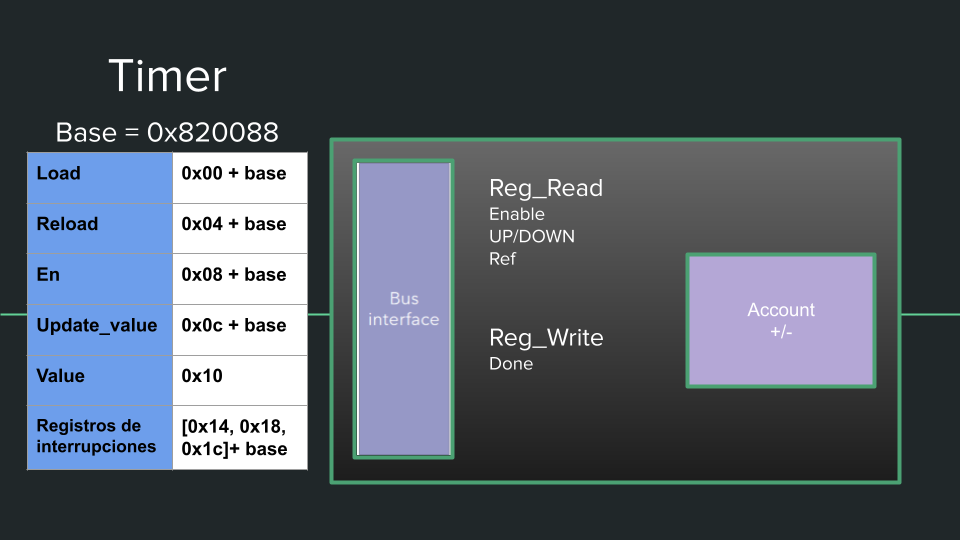 Timer
Base = 0x820088
Load 0x00 + base
Reload 0x04 + base
En 0x08 + base
Update_value 0x0c + base
Value 0x10
Registros de
interrupciones
[0x14, 0x18,
0x1c]+ base
Bus
interface
Reg_Read
Enable
UP/DOWN
Ref
Reg_Write
Done
Account
+/-